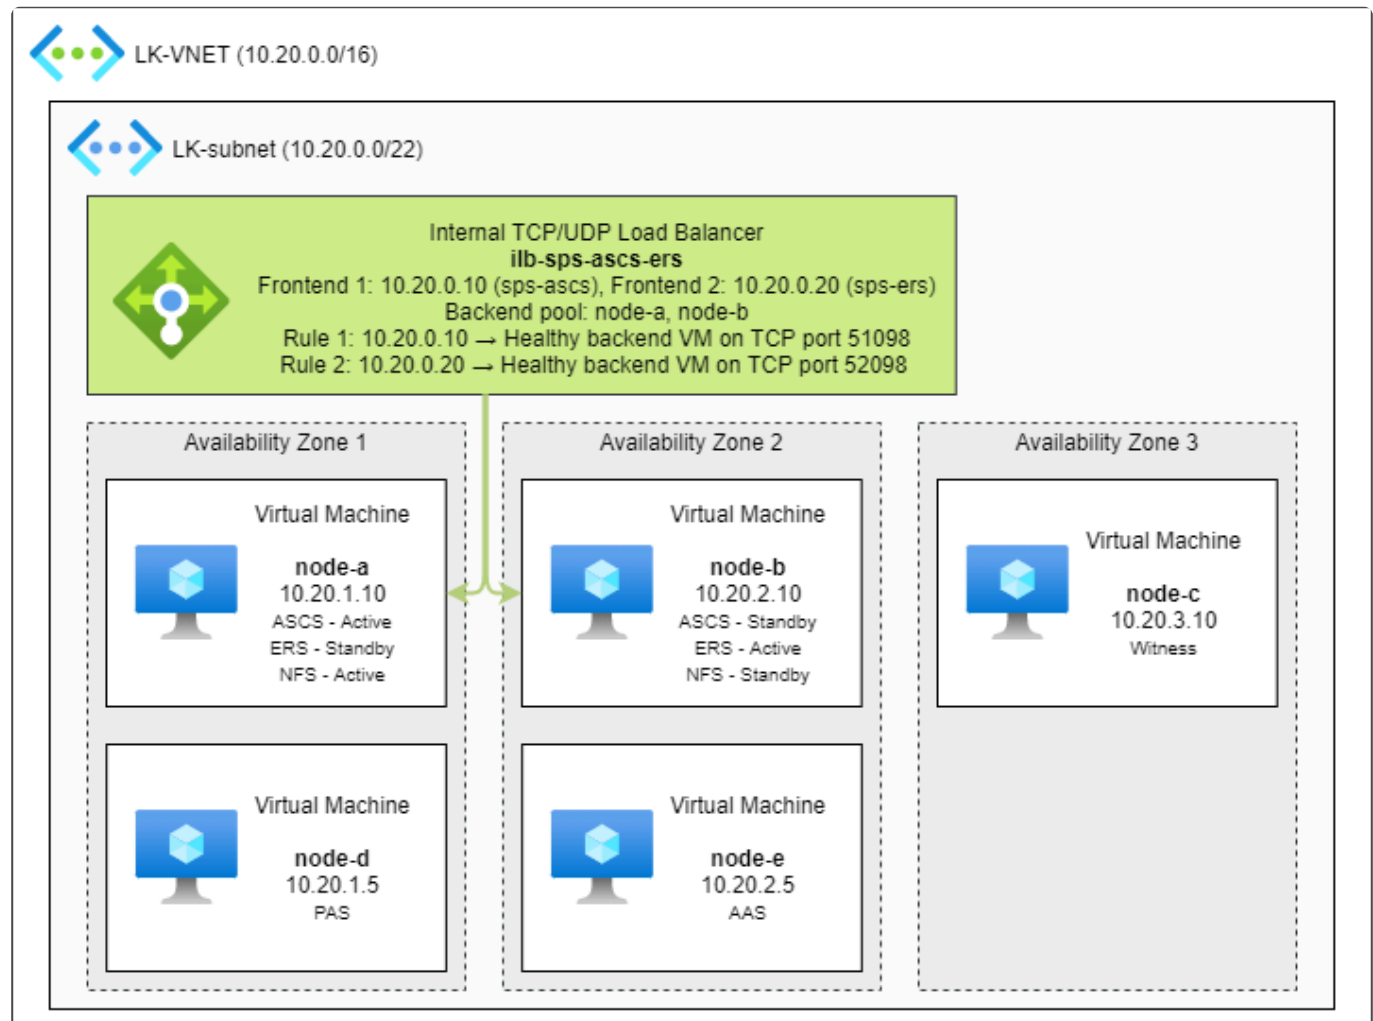 LK-VNET (10.20.0.0/16)
LK-subnet (10.20.0.0/22)
Internal TCP/UDP Load Balancer
ilb-sps-ascs-ers
Frontend 1: 10.20.0.10 (sps-ascs), Frontend 2: 10.20.0.20 (sps-ers)
Backend pool: node-a, node-b
Rule 1: 10.20.0.10 → Healthy backend VM on TCP port 51098
Rule 2: 10.20.0.20 → Healthy backend VM on TCP port 52098
Availability Zone 1
Virtual Machine
node-a
10.20.1.10
ASCS - Active
ERS - Standby
NFS - Active
Virtual Machine
node-d
10.20.1.5
PAS
Availability Zone 2
Virtual Machine
node-b
10.20.2.10
ASCS - Standby
ERS - Active
NFS - Standby
Virtual Machine
node-e
10.20.2.5
AAS
Availability Zone 3
Virtual Machine
node-c
10.20.3.10
Witness